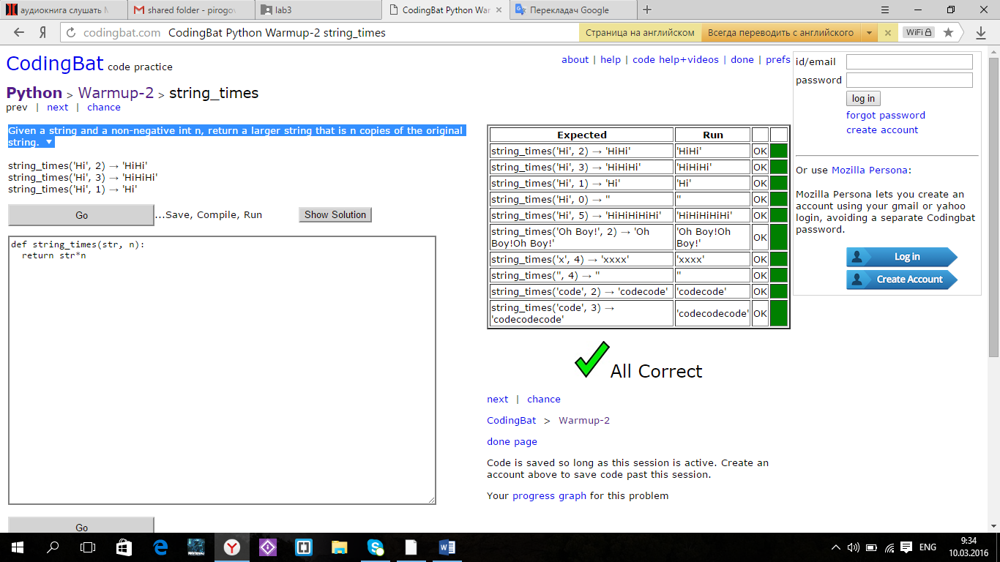 аудиокнига слушать
shared folder - pirogov
lab3
CodingBat Python War
Перекладач Google
codingbat.com CodingBat Python Warmup-2 string_times
Страница на английском
Всегда переводить с английского
WiFi
CodingBat code practice
about | help | code help+videos | done | prefs
Python > Warmup-2 > string_times
prev | next | chance
Given a string and a non-negative int n, return a larger string that is n copies of the original
string.
string_times('Hi', 2) → 'HiHi'
string_times('Hi', 3) → 'HiHiHi'
string_times('Hi', 1) → 'Hi'
Go ...Save, Compile, Run Show Solution
def string_times(str, n):
  return str*n
Go
Expected Run
string_times('Hi', 2) → 'HiHi' 'HiHi' OK
string_times('Hi', 3) → 'HiHiHi' 'HiHiHi' OK
string_times('Hi', 1) → 'Hi' 'Hi' OK
string_times('Hi', 0) → '' '' OK
string_times('Hi', 5) → 'HiHiHiHiHi' 'HiHiHiHiHi' OK
string_times('Oh Boy!', 2) → 'Oh 'Oh Boy!Oh
Boy!Oh Boy!' Boy!' OK
string_times('x', 4) → 'xxxx' 'xxxx' OK
string_times('', 4) → '' '' OK
string_times('code', 2) → 'codecode' 'codecode' OK
string_times('code', 3) →
'codecodecode' 'codecodecode' OK
All Correct
next | chance
CodingBat > Warmup-2
done page
Code is saved so long as this session is active. Create an
account above to save code past this session.
Your progress graph for this problem
id/email
password
log in
forgot password
create account
Or use Mozilla Persona:
Mozilla Persona lets you create an
account using your gmail or yahoo
login, avoiding a separate Codingbat
password.
Log in
Create Account
ENG
9:34
10.03.2016